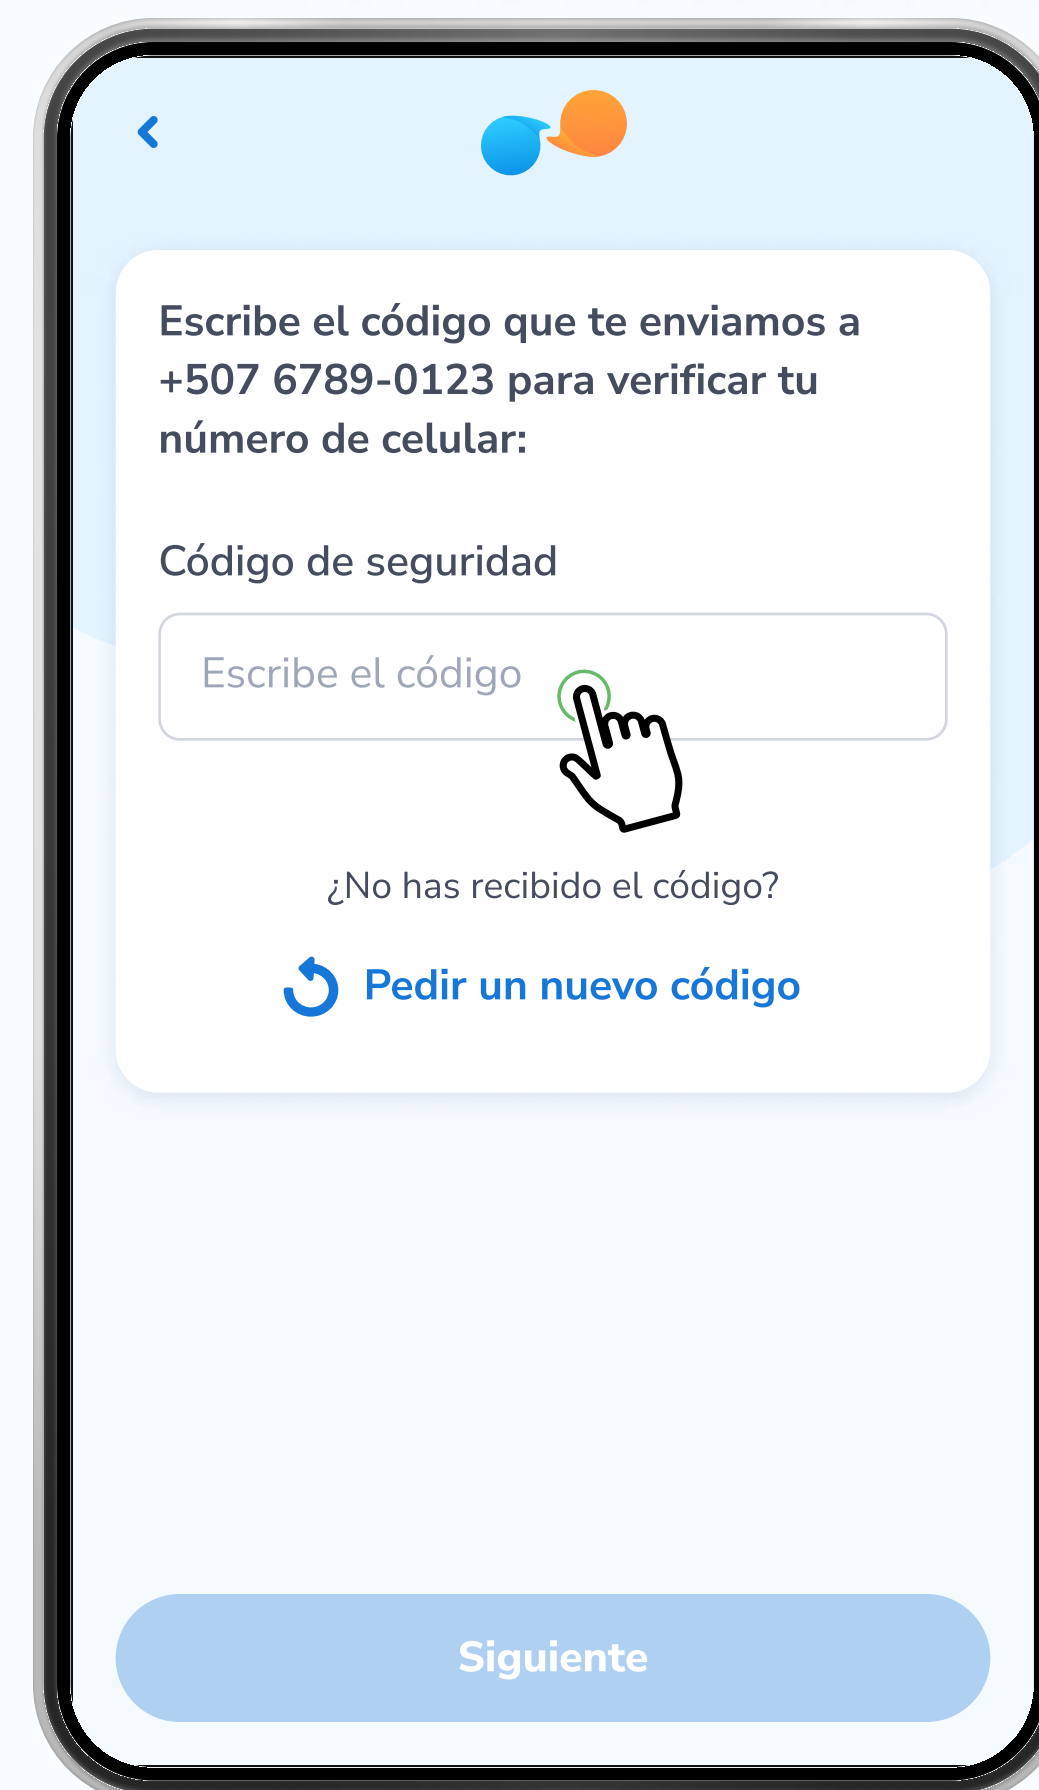 Escribe el código que te enviamos a
+507 6789-0123 para verificar tu
número de celular:
Código de seguridad
Escribe el código
¿No has recibido el código?
Pedir un nuevo código
Siguiente